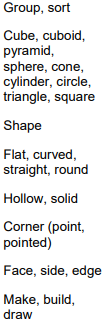 Group, sort
Cube, cuboid,
pyramid,
sphere, cone,
cylinder, circle,
triangle, square
Shape
Flat, curved,
straight, round
Hollow, solid
Corner (point,
pointed)
Face, side, edge
Make, build,
draw